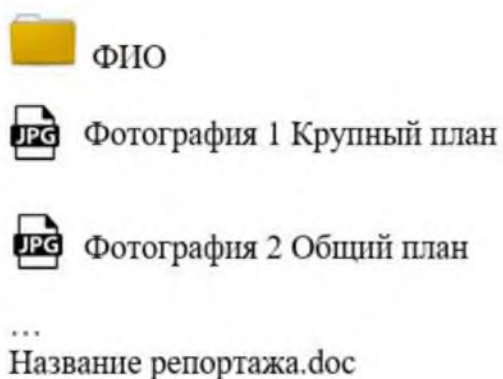 ФИО
JPG Фотография 1 Крупный план
JPG Фотография 2 Общий план
...
Название репортажа.doc